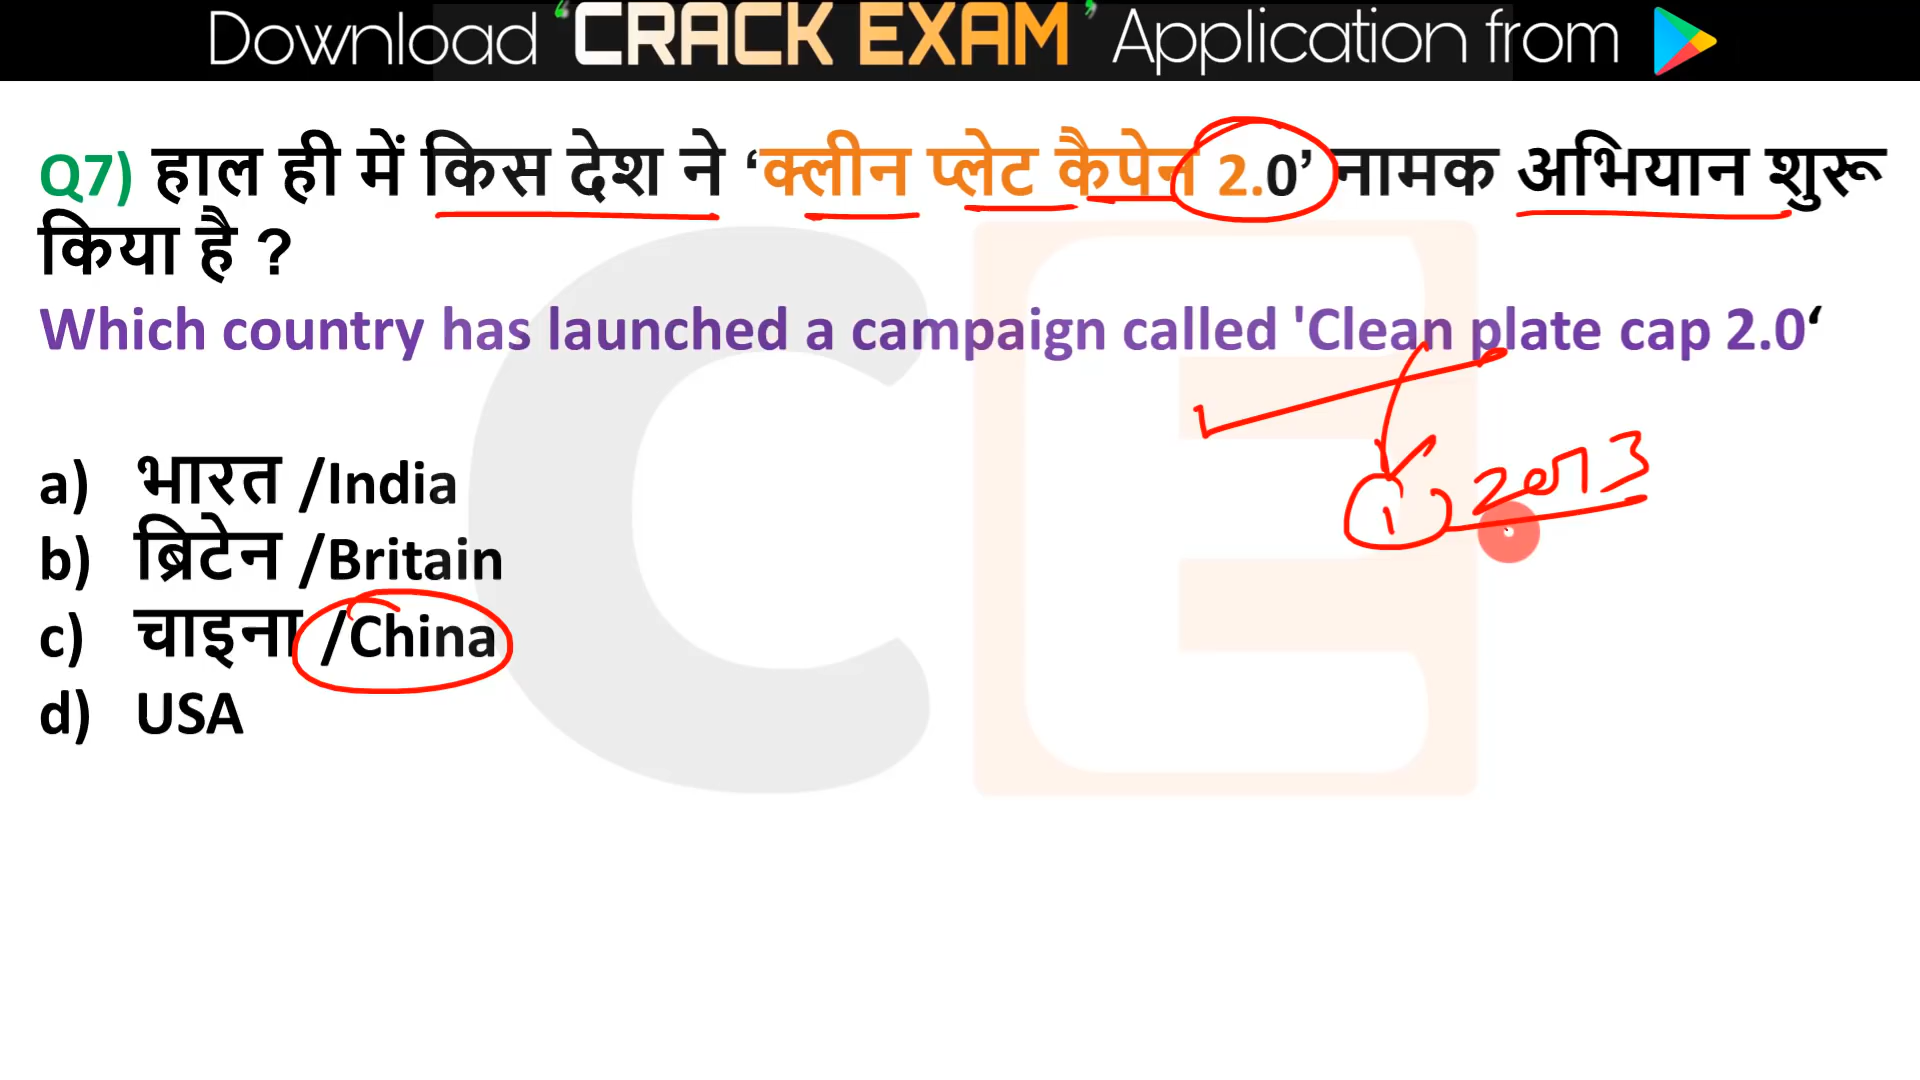 Download ‘CRACK EXAM’ Application from
Q7) हाल ही में किस देश ने ‘क्लीन प्लेट कैपेन 2.0’ नामक अभियान शुरू
किया है ?
Which country has launched a campaign called 'Clean plate cap 2.0‘
a) भारत /India
b) ब्रिटेन /Britain
c) चाइना /China
d) USA
1 2013
CE